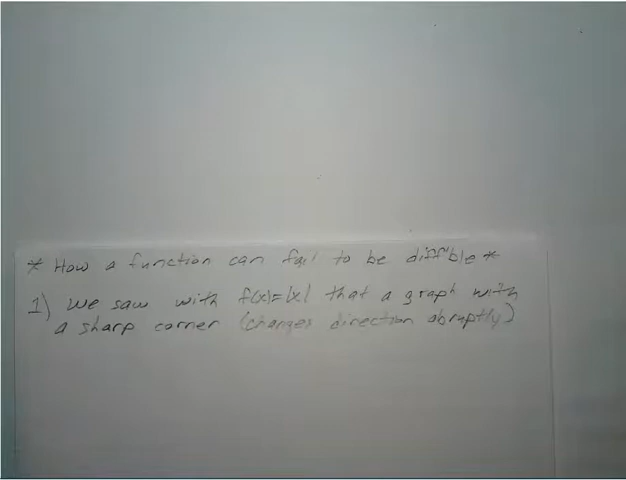 * How a function can fail to be diff'ble *
1) We saw with f(x)=|x| that a graph with
a sharp corner (changes direction abruptly)